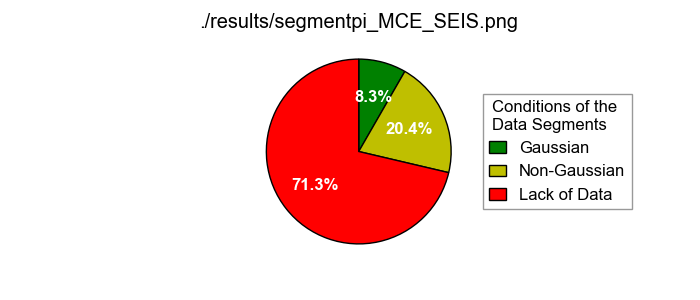 ./results/segmentpi_MCE_SEIS.png
8.3%
20.4%
71.3%
Conditions of the
Data Segments
Gaussian
Non-Gaussian
Lack of Data